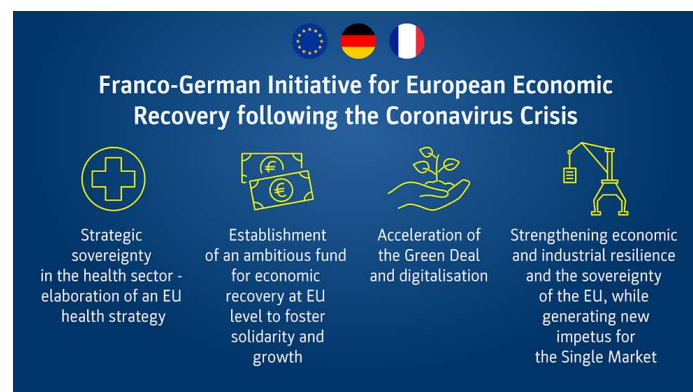 Franco-German Initiative for European Economic
Recovery following the Coronavirus Crisis
Strategic
sovereignty
in the health sector -
elaboration of an EU
health strategy
Establishment
of an ambitious fund
for economic
recovery at EU
level to foster
solidarity and
growth
Acceleration of
the Green Deal
and digitalisation
Strengthening economic
and industrial resilience
and the sovereignty
of the EU, while
generating new
impetus for
the Single Market